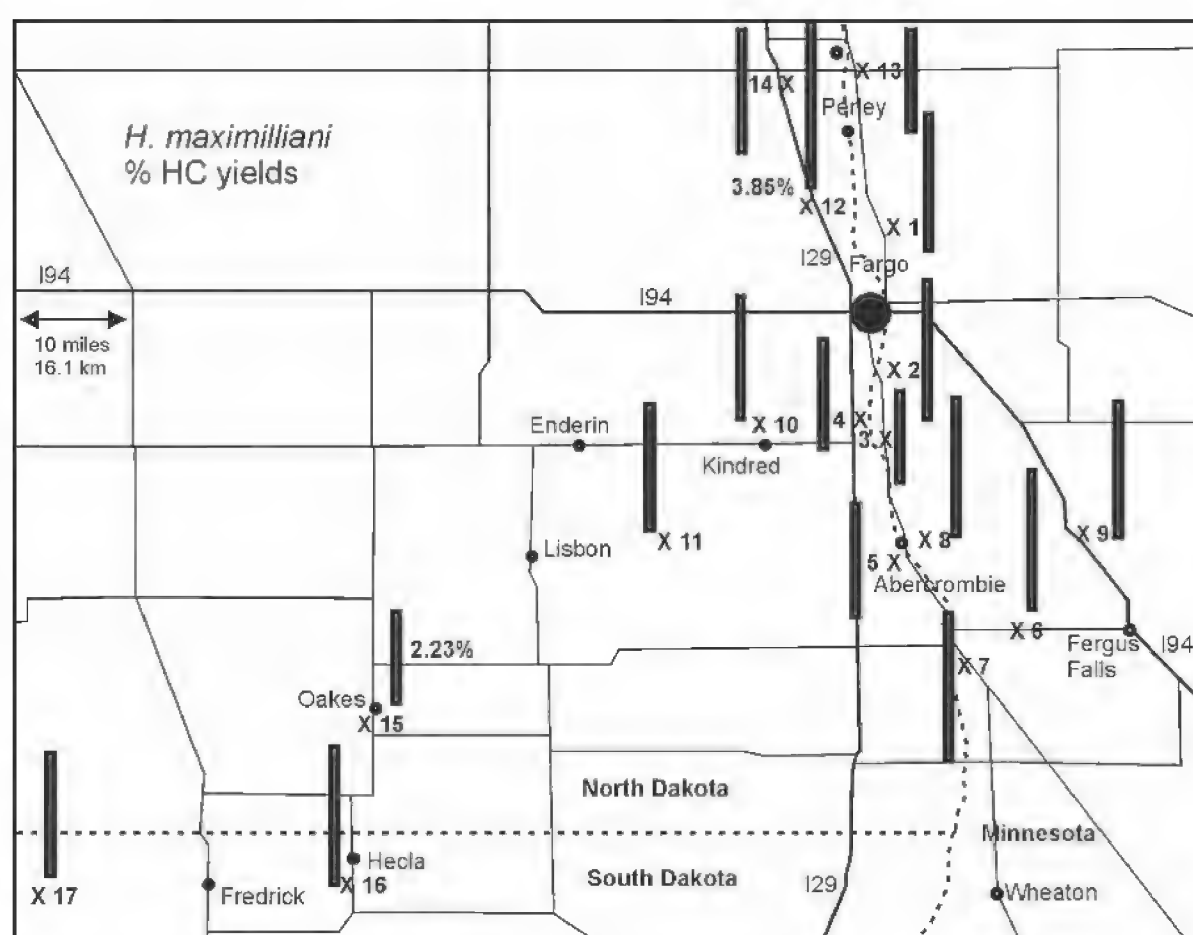 14 X
X 13
Perley
H. maximilliani
% HC yields
3.85%
X 12
X 1
I29
Fargo
I94
I94
10 miles
16.1 km
X 2
Enderin
X 10
4 X
3 X
Kindred
X 11
X 8
X 9
Lisbon
5 X
Abercrombie
X 6
2.23%
Fergus
Falls
I94
X 7
Oakes
X 15
North Dakota
Minnesota
Hecla
X 16
South Dakota
I29
Wheaton
X 17
Fredrick